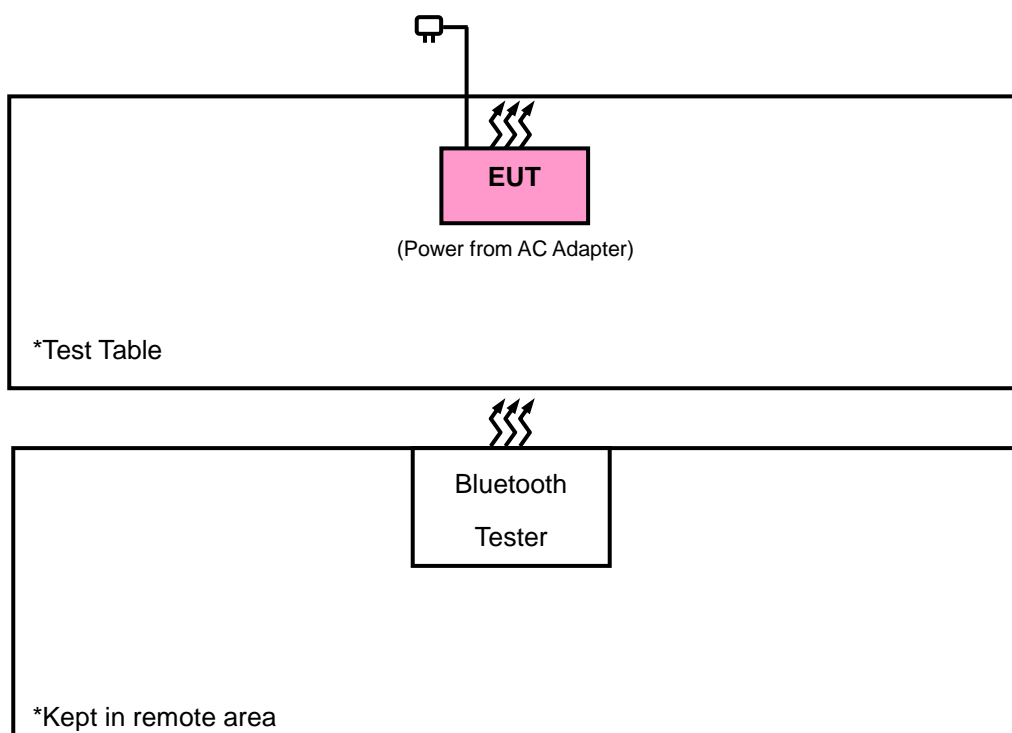 EUT
(Power from AC Adapter)
*Test Table
Bluetooth
Tester
*Kept in remote area